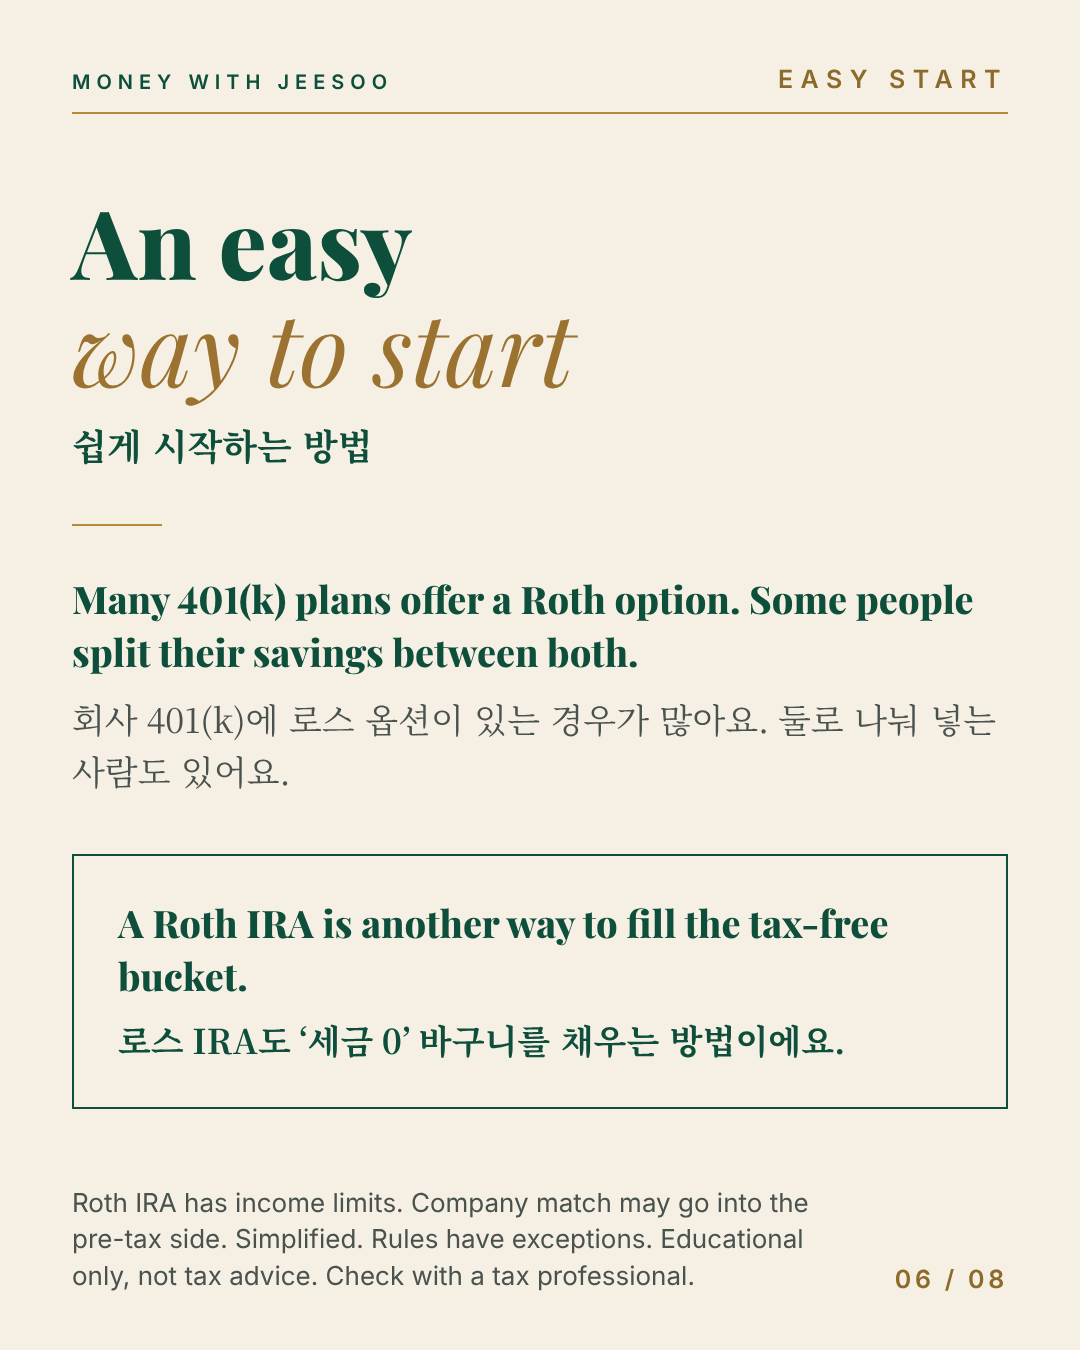 MONEY WITH JEESOO
EASY START
An easy
way to start
쉽게 시작하는 방법
Many 401(k) plans offer a Roth option. Some people
split their savings between both.
회사 401(k)에 로스 옵션이 있는 경우가 많아요. 둘로 나눠 넣는
사람도 있어요.
A Roth IRA is another way to fill the tax-free
bucket.
로스 IRA도 ‘세금 0’ 바구니를 채우는 방법이에요.
Roth IRA has income limits. Company match may go into the
pre-tax side. Simplified. Rules have exceptions. Educational
only, not tax advice. Check with a tax professional.
06 / 08